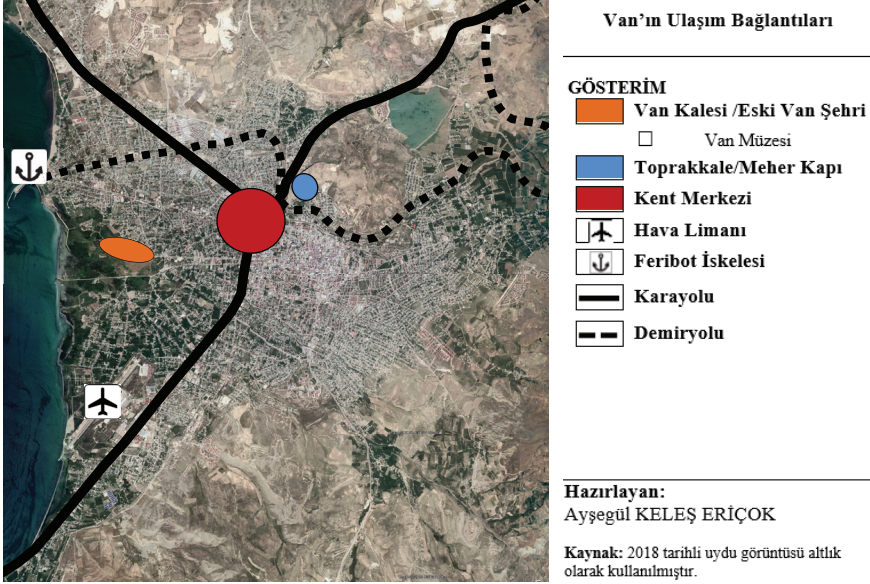 Van’ın Ulaşım Bağlantıları
GÖSTERİM
Van Kalesi /Eski Van Şehri
Van Müzesi
Toprakkale/Meher Kapı
Kent Merkezi
Hava Limanı
Feribot İskelesi
Karayolu
Demiryolu
Hazırlayan:
Ayşegül KELEŞ ERİÇOK
Kaynak: 2018 tarihli uydu görüntüsü altlık
olarak kullanılmıştır.